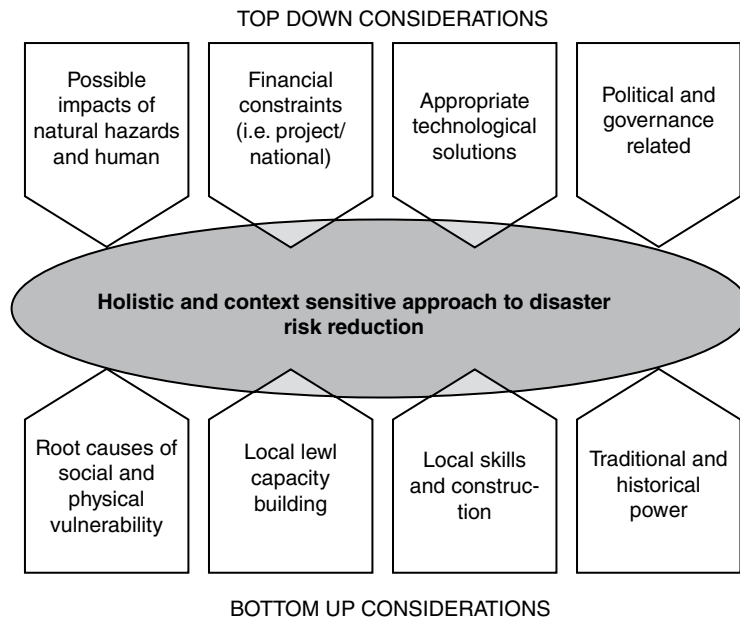 TOP DOWN CONSIDERATIONS
Possible
impacts of
natural hazards
and human
Financial
constraints
(i.e. project/
national)
Appropriate
technological
solutions
Political and
governance
related
Holistic and context sensitive approach to disaster
risk reduction
Root causes of
social and
physical
vulnerability
Local lewl
capacity
building
Local skills
and construc-
tion
Traditional and
historical
power
BOTTOM UP CONSIDERATIONS